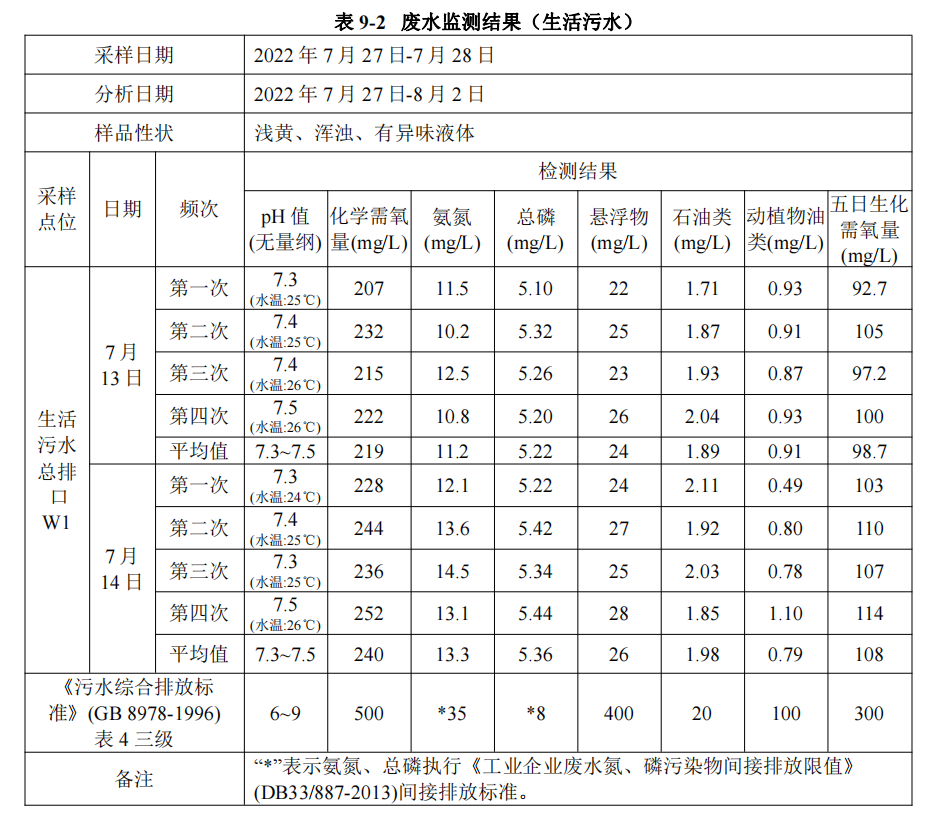 表 9-2 废水监测结果（生活污水）
采样日期 2022 年 7 月 27 日-7 月 28 日
分析日期 2022 年 7 月 27 日-8 月 2 日
样品性状 浅黄、浑浊、有异味液体
采样
点位
日期
频次
检测结果
pH 值
(无量纲)
化学需氧
量(mg/L)
氨氮
(mg/L)
总磷
(mg/L)
悬浮物
(mg/L)
石油类
(mg/L)
动植物油
类(mg/L)
五日生化
需氧量
(mg/L)
生活
污水
总排
口
W1
7 月
13 日
第一次 7.3 207 11.5 5.10 22 1.71 0.93 92.7
(水温:25℃)
第二次 7.4 232 10.2 5.32 25 1.87 0.91 105
(水温:25℃)
第三次 7.4 215 12.5 5.26 23 1.93 0.87 97.2
(水温:26℃)
第四次 7.5 222 10.8 5.20 26 2.04 0.93 100
(水温:26℃)
平均值 7.3~7.5 219 11.2 5.22 24 1.89 0.91 98.7
7 月
14 日
第一次 7.3 228 12.1 5.22 24 2.11 0.49 103
(水温:24℃)
第二次 7.4 244 13.6 5.42 27 1.92 0.80 110
(水温:25℃)
第三次 7.3 236 14.5 5.34 25 2.03 0.78 107
(水温:25℃)
第四次 7.5 252 13.1 5.44 28 1.85 1.10 114
(水温:26℃)
平均值 7.3~7.5 240 13.3 5.36 26 1.98 0.79 108
《污水综合排放标
准》(GB 8978-1996)
表 4 三级
6~9 500 *35 *8 400 20 100 300
备注
“*”表示氨氮、总磷执行《工业企业废水氮、磷污染物间接排放限值》
(DB33/887-2013)间接排放标准。